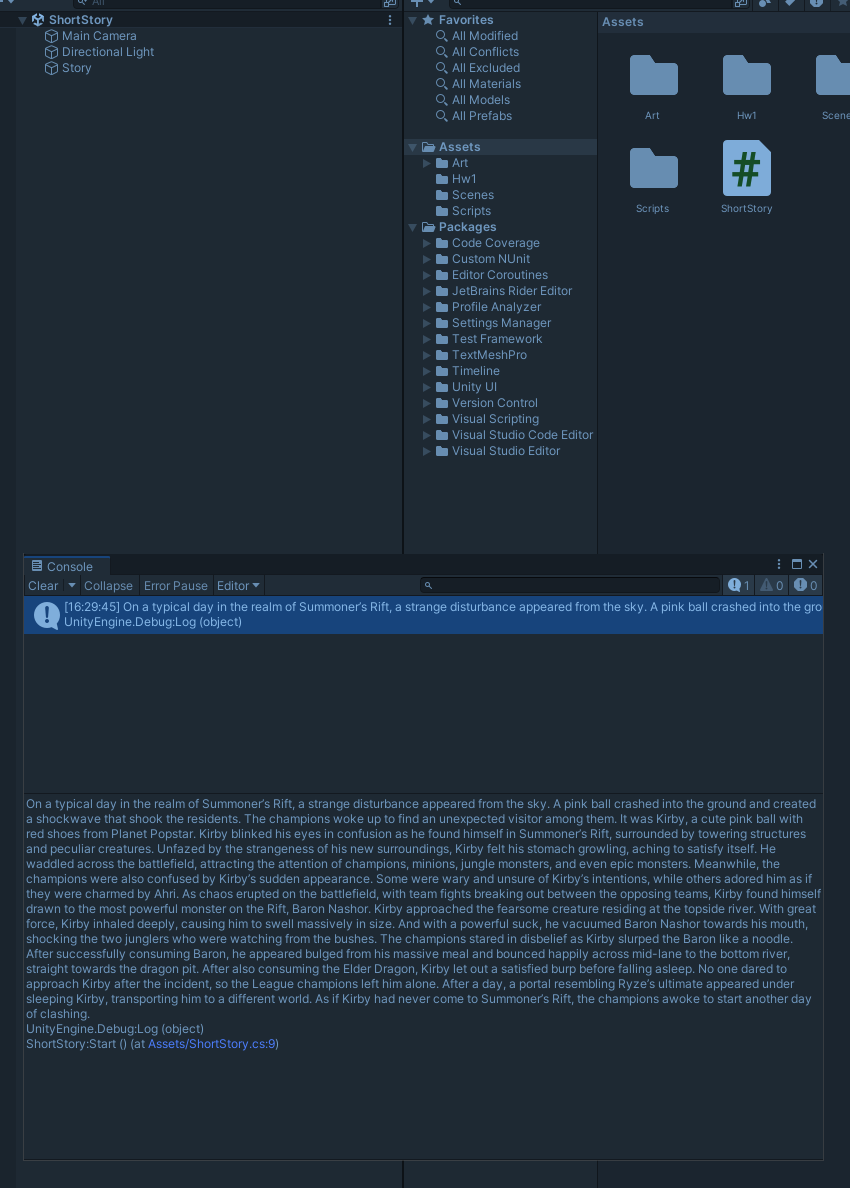 All
ShortStory
Main Camera
Directional Light
Story
Favorites
All Modified
All Conflicts
All Excluded
All Materials
All Models
All Prefabs
Assets
Art
Hw1
Scenes
Scripts
Packages
Code Coverage
Custom NUnit
Editor Coroutines
JetBrains Rider Editor
Profile Analyzer
Settings Manager
Test Framework
TextMeshPro
Timeline
Unity UI
Version Control
Visual Scripting
Visual Studio Code Editor
Visual Studio Editor
Assets
Art
Hw1
Scene
Scripts
#
ShortStory
Console
Clear Collapse Error Pause Editor 1 0 0
[16:29:45] On a typical day in the realm of Summoner's Rift, a strange disturbance appeared from the sky. A pink ball crashed into the gro
UnityEngine.Debug:Log (object)
On a typical day in the realm of Summoner's Rift, a strange disturbance appeared from the sky. A pink ball crashed into the ground and created
a shockwave that shook the residents. The champions woke up to find an unexpected visitor among them. It was Kirby, a cute pink ball with
red shoes from Planet Popstar. Kirby blinked his eyes in confusion as he found himself in Summoner's Rift, surrounded by towering structures
and peculiar creatures. Unfazed by the strangeness of his new surroundings, Kirby felt his stomach growling, aching to satisfy itself. He
waddled across the battlefield, attracting the attention of champions, minions, jungle monsters, and even epic monsters. Meanwhile, the
champions were also confused by Kirby's sudden appearance. Some were wary and unsure of Kirby's intentions, while others adored him as if
they were charmed by Ahri. As chaos erupted on the battlefield, with team fights breaking out between the opposing teams, Kirby found himself
drawn to the most powerful monster on the Rift, Baron Nashor. Kirby approached the fearsome creature residing at the topside river. With great
force, Kirby inhaled deeply, causing him to swell massively in size. And with a powerful suck, he vacuumed Baron Nashor towards his mouth,
shocking the two junglers who were watching from the bushes. The champions stared in disbelief as Kirby slurped the Baron like a noodle.
After successfully consuming Baron, he appeared bulged from his massive meal and bounced happily across mid-lane to the bottom river,
straight towards the dragon pit. After also consuming the Elder Dragon, Kirby let out a satisfied burp before falling asleep. No one dared to
approach Kirby after the incident, so the League champions left him alone. After a day, a portal resembling Ryze's ultimate appeared under
sleeping Kirby, transporting him to a different world. As if Kirby had never come to Summoner's Rift, the champions awoke to start another day
of clashing.
UnityEngine.Debug:Log (object)
ShortStory:Start () (at Assets/ShortStory.cs:9)